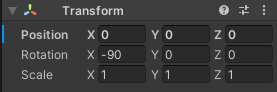 Transform
Position X 0 Y 0 Z 0
Rotation X -90 Y 0 Z 0
Scale X 1 Y 1 Z 1